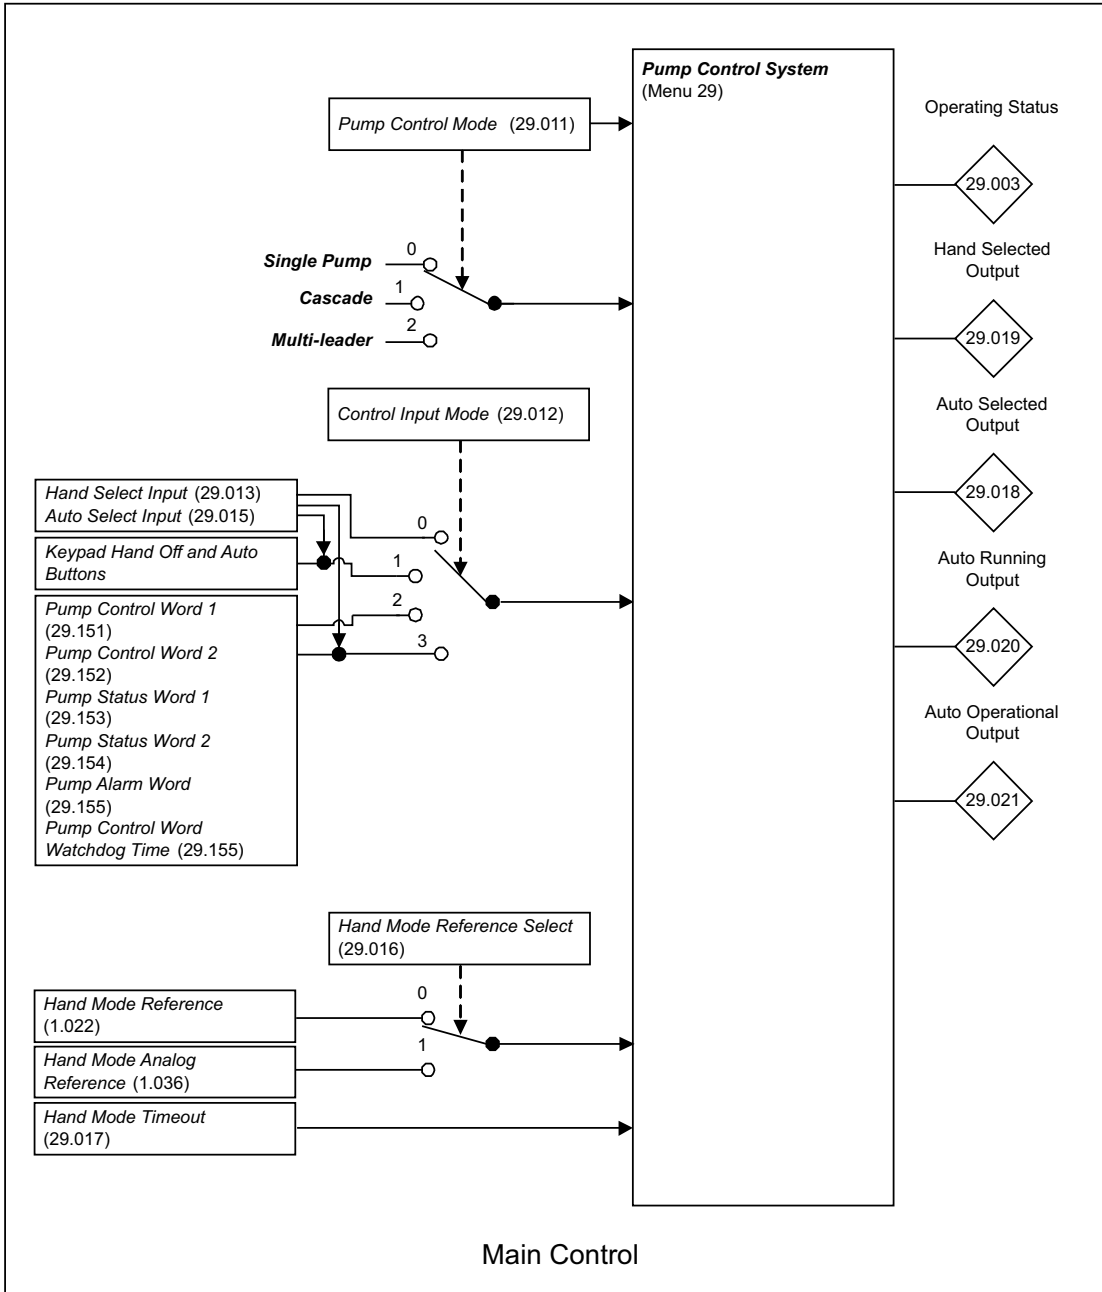 Pump Control System
(Menu 29)
Pump Control Mode (29.011)
Operating Status
29.003
0
Single Pump
1
Cascade
2
Multi-leader
Hand Selected
Output
29.019
Control Input Mode (29.012)
Auto Selected
Output
29.018
Hand Select Input (29.013)
Auto Select Input (29.015)
Keypad Hand Off and Auto
Buttons
Pump Control Word 1
(29.151)
Pump Control Word 2
(29.152)
Pump Status Word 1
(29.153)
Pump Status Word 2
(29.154)
Pump Alarm Word
(29.155)
Pump Control Word
Watchdog Time (29.155)
0
1
2
3
Auto Running
Output
29.020
Auto Operational
Output
29.021
Hand Mode Reference Select
(29.016)
Hand Mode Reference
(1.022)
0
Hand Mode Analog
Reference (1.036)
1
Hand Mode Timeout
(29.017)
Main Control